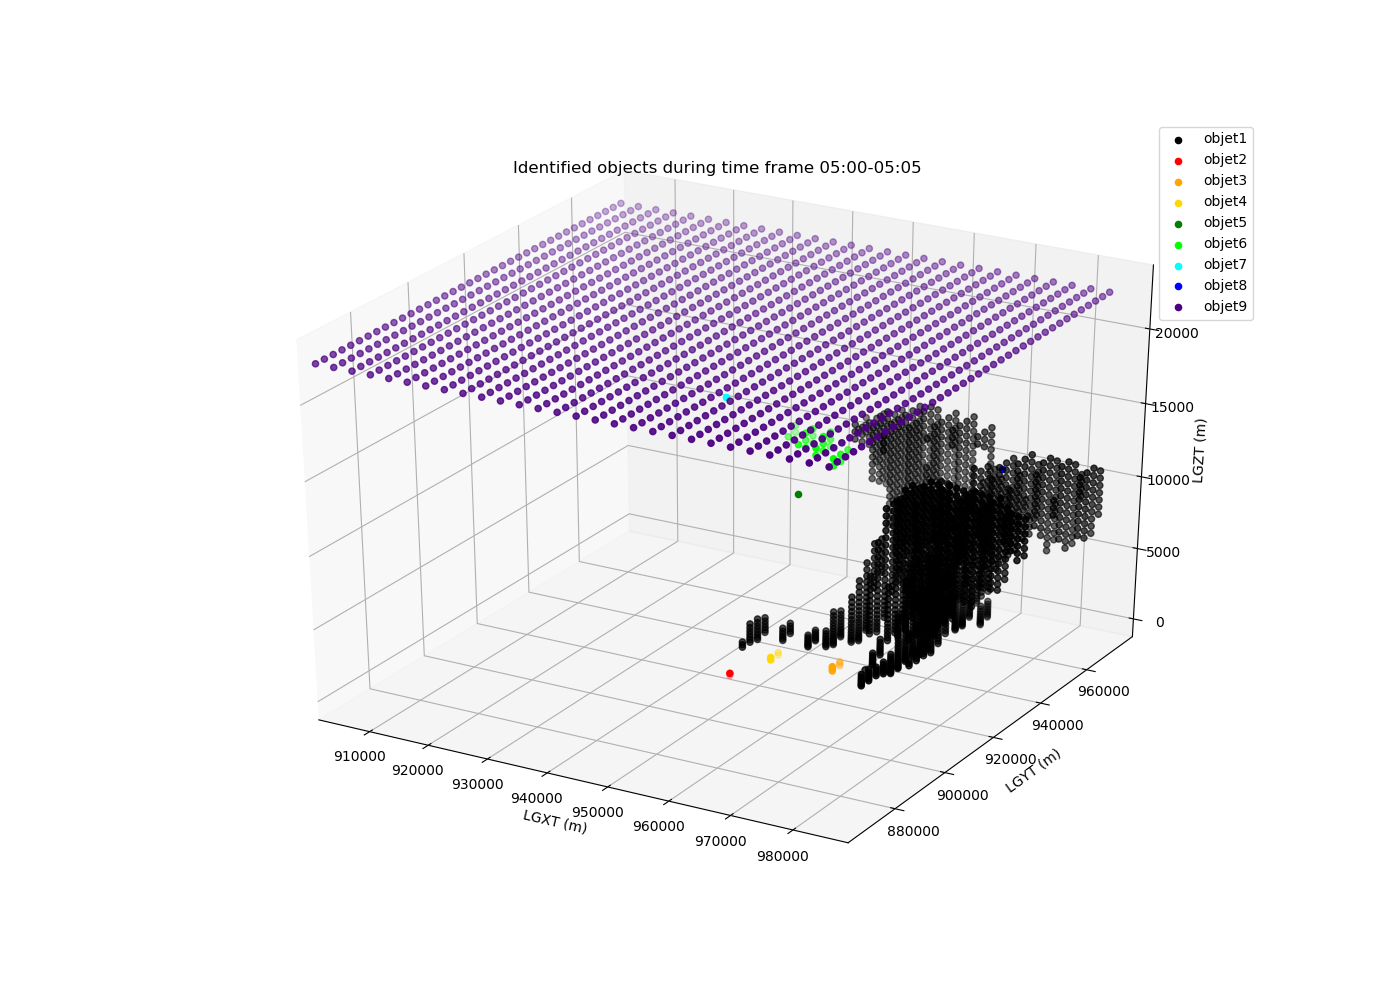 Identified objects during time frame 05:00-05:05
objet1
objet2
objet3
objet4
objet5
objet6
objet7
objet8
objet9
20000
15000
10000
5000
0
LGZT (m)
960000
940000
920000
900000
880000
LGYT (m)
910000
920000
930000
940000
950000
960000
970000
980000
LGXT (m)